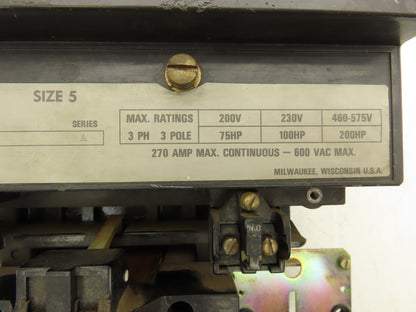 SIZE 5
SERIES
A
MAX. RATINGS 200V 230V 460-575V
3 PH 3 POLE 75HP 100HP 200HP
270 AMP MAX. CONTINUOUS — 600 VAC MAX.
MILWAUKEE, WISCONSIN U.S.A.
N.O.